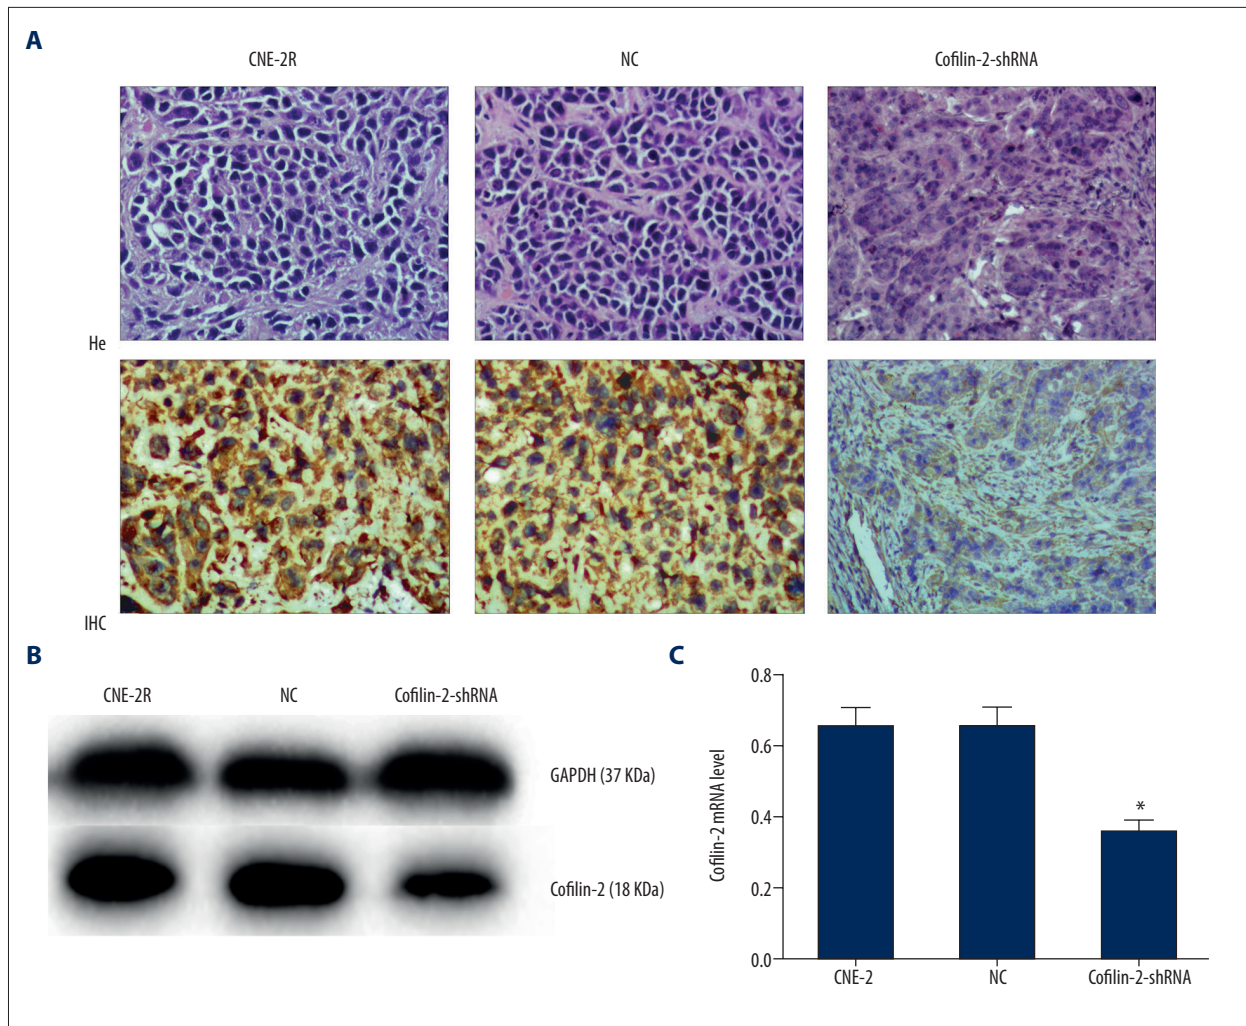 A
CNE-2R
NC
Cofilin-2-shRNA
He
IHC
B
CNE-2R
NC
Cofilin-2-shRNA
GAPDH (37 KDa)
Cofilin-2 (18 KDa)
C
Cofilin-2 mRNA level
0.8
0.6
0.4
0.2
0.0
*
CNE-2
NC
Cofilin-2-shRNA